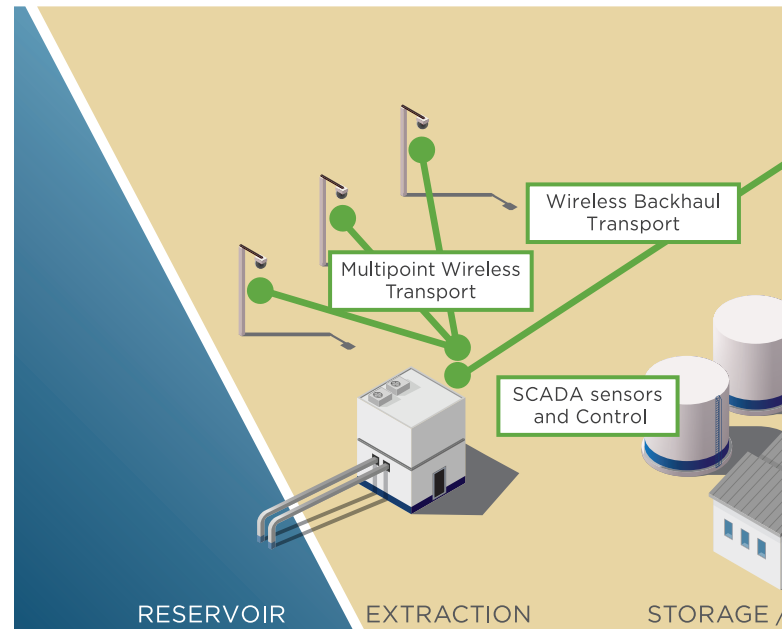 Wireless Backhaul
Transport
Multipoint Wireless
Transport
SCADA sensors
and Control
RESERVOIR
EXTRACTION
STORAGE /